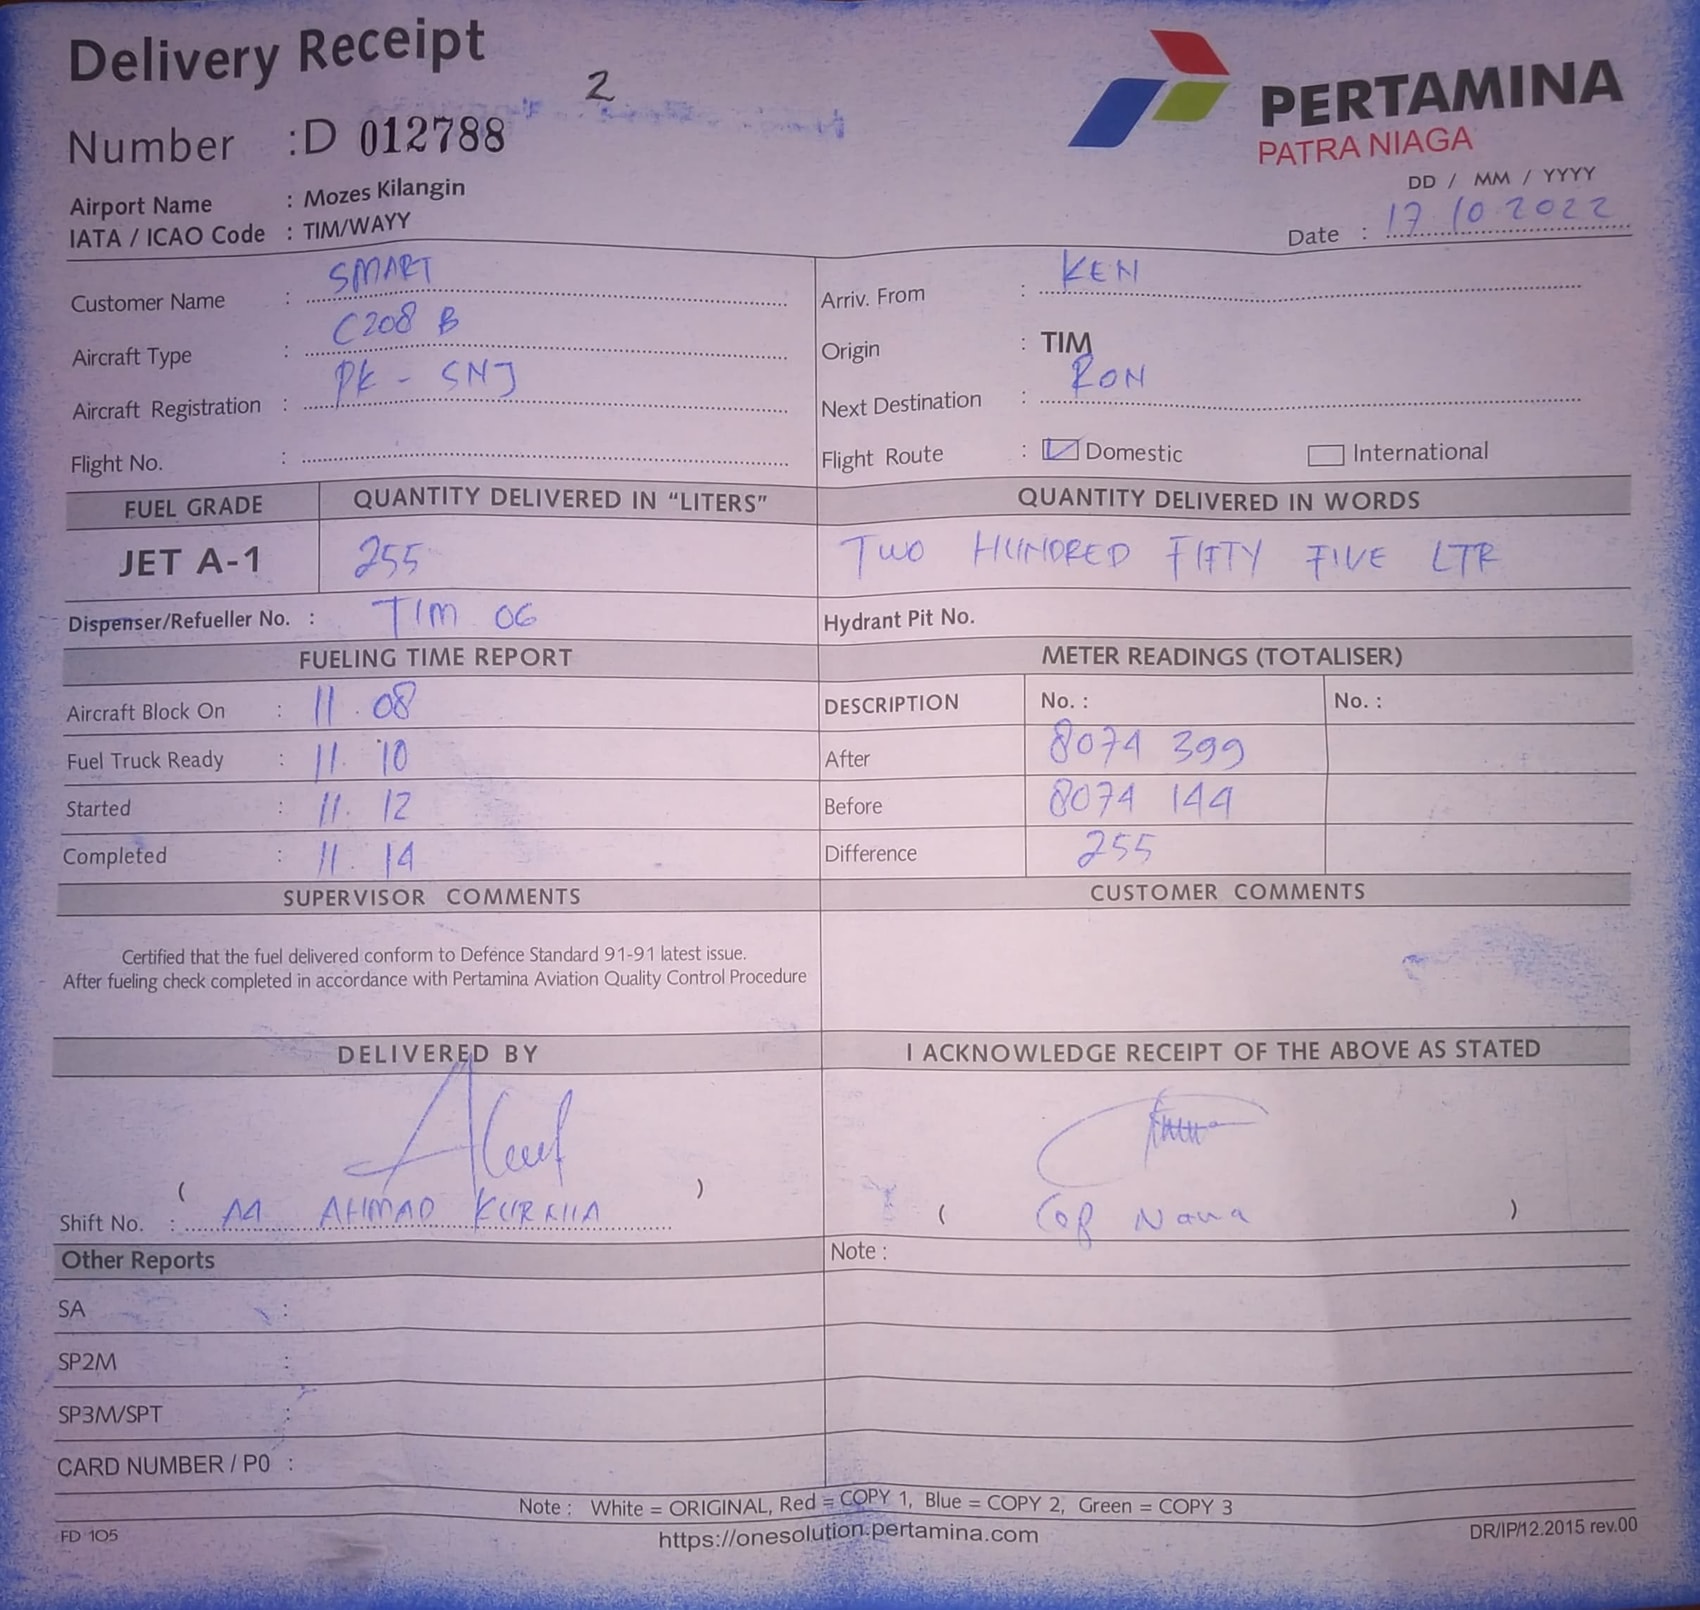 Delivery Receipt
2
Number : D 012788
PERTAMINA
PATRA NIAGA
Airport Name : Mozes Kilangin
IATA / ICAO Code : TIM/WAYY
DD / MM / YYYY
Date : 17 10 2022
Customer Name : SMART
Arriv. From : KEN
Aircraft Type : C208 B
Origin : TIM
Aircraft Registration : PK - SNJ
Next Destination : RON
Flight No. :
Flight Route : Domestic International
FUEL GRADE QUANTITY DELIVERED IN "LITERS" QUANTITY DELIVERED IN WORDS
JET A-1 255 TWO HUNDRED FIFTY FIVE LTR
Dispenser/Refueller No. : TIM 06 Hydrant Pit No.
FUELING TIME REPORT METER READINGS (TOTALISER)
Aircraft Block On : 11.08 DESCRIPTION No. : No. :
Fuel Truck Ready : 11.10 After 8074 399
Started : 11.12 Before 8074 144
Completed : 11.14 Difference 255
SUPERVISOR COMMENTS CUSTOMER COMMENTS
Certified that the fuel delivered conform to Defence Standard 91-91 latest issue.
After fueling check completed in accordance with Pertamina Aviation Quality Control Procedure
DELIVERED BY I ACKNOWLEDGE RECEIPT OF THE ABOVE AS STATED
( )
Shift No. : AHMAD KURNIA
( Nana )
Other Reports Note :
SA :
SP2M :
SP3M/SPT :
CARD NUMBER / P0 :
Note : White = ORIGINAL, Red = COPY 1, Blue = COPY 2, Green = COPY 3
FD 105 https://onesolution.pertamina.com DR/IP/12.2015 rev.00